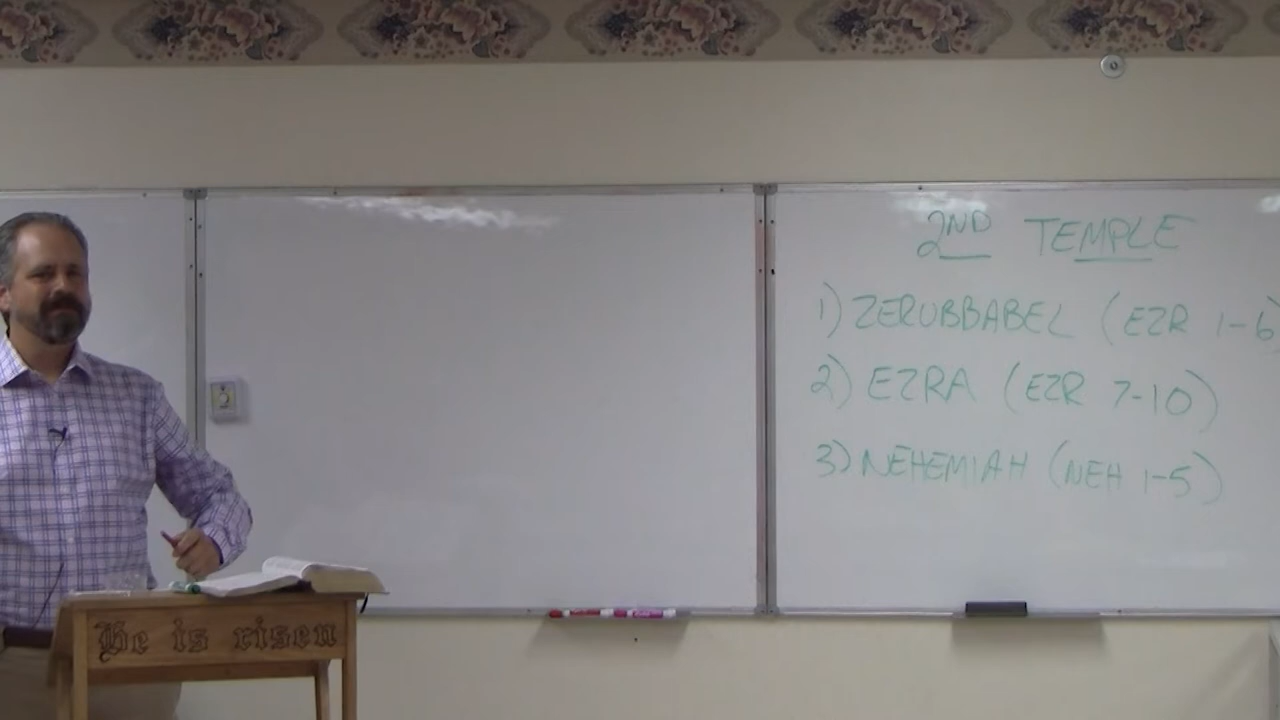 2ND TEMPLE
1) ZERUBBABEL (EZR 1-6)
2) EZRA (EZR 7-10)
3) NEHEMIAH (NEH 1-5)
He is risen